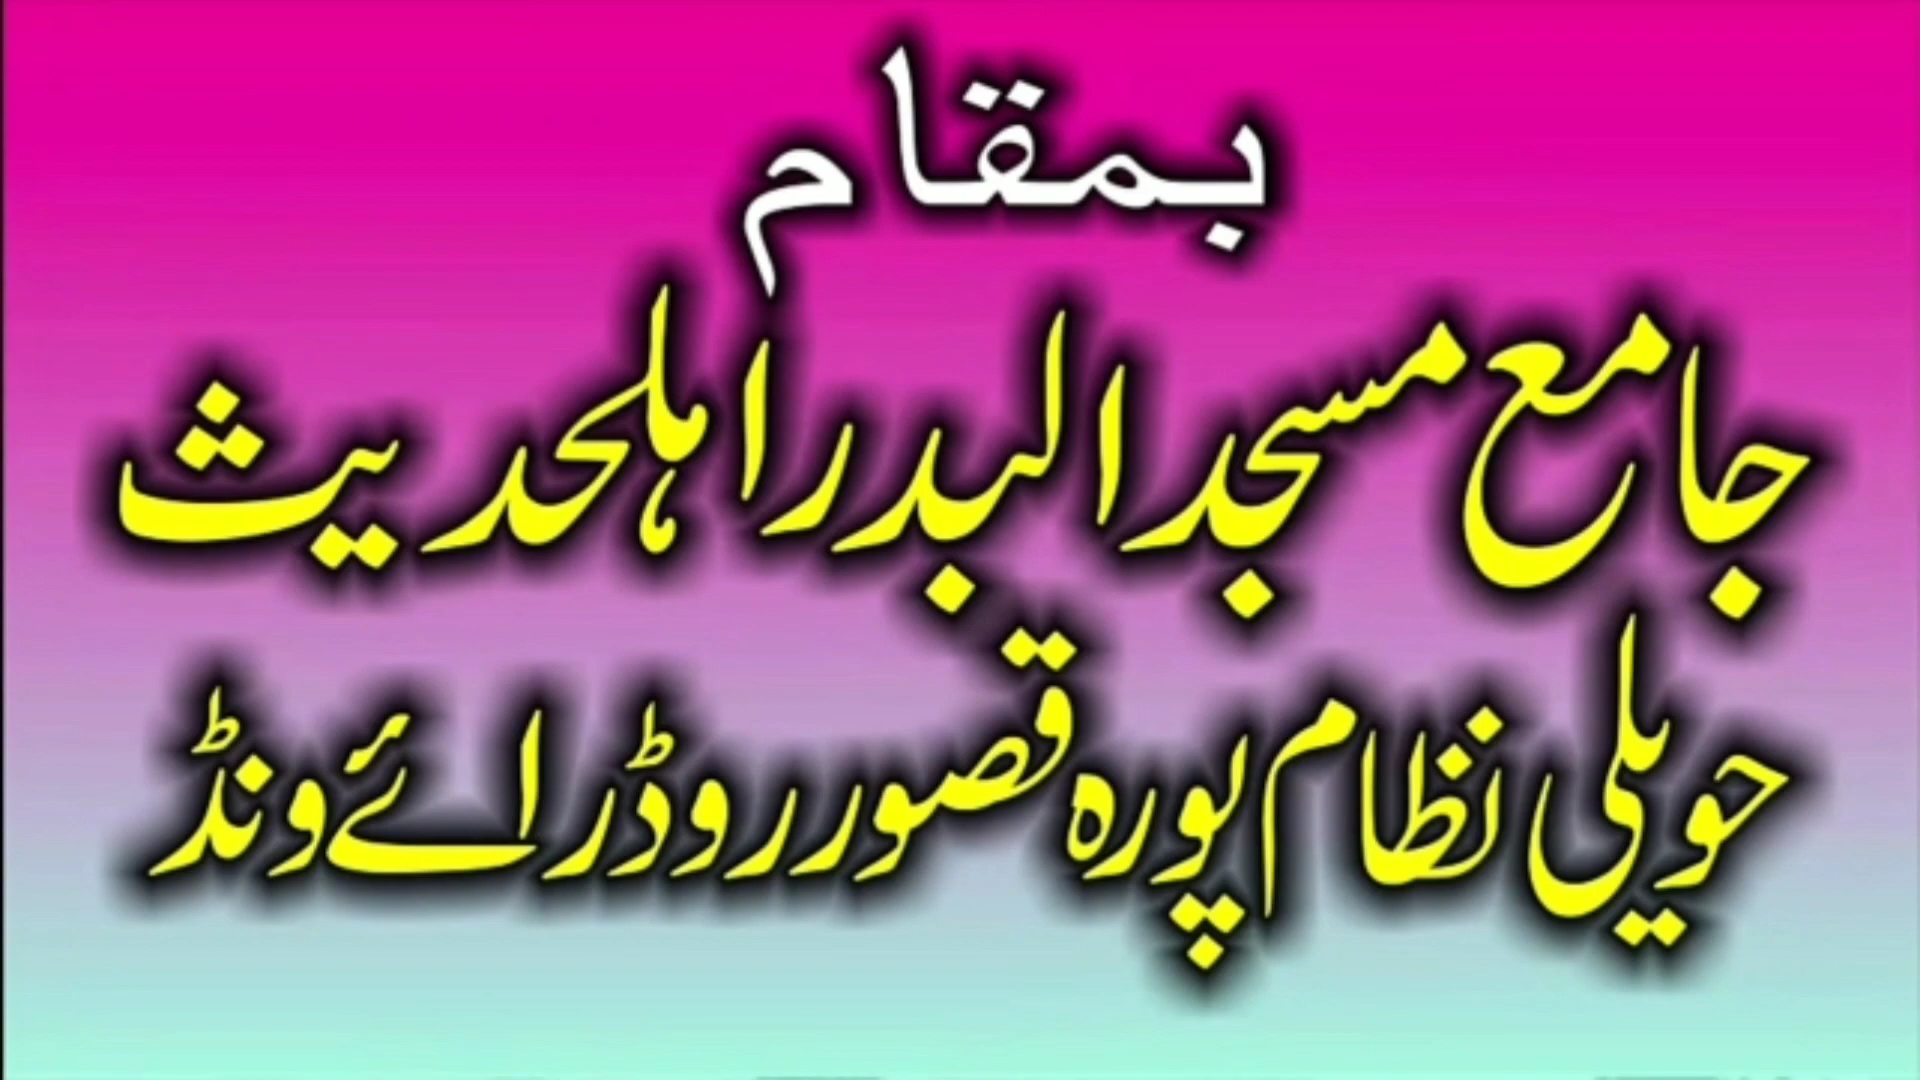 بمقام
جامع مسجد البدر اہلحدیث
حویلی نظام پورہ قصور روڈ رائے ونڈ